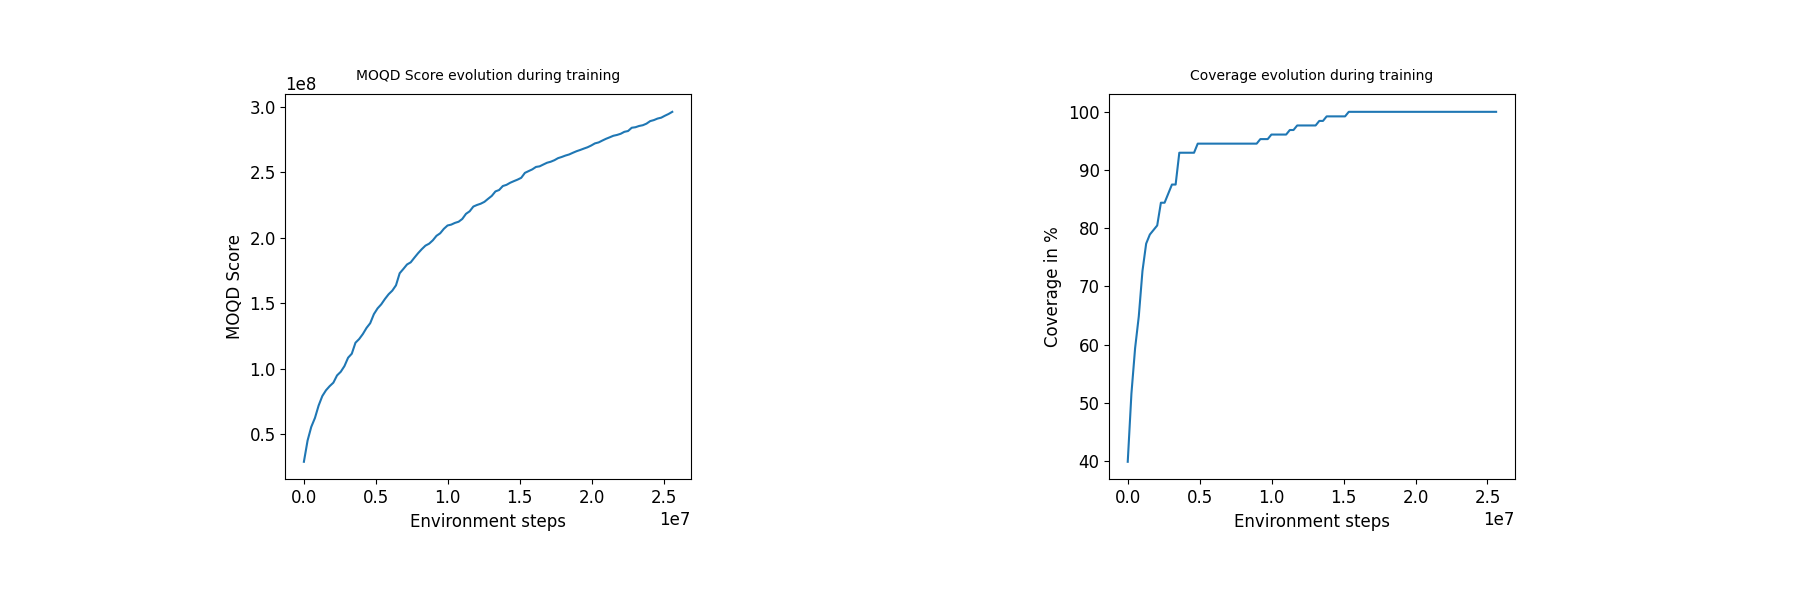 MOQD Score evolution during training
1e8
3.0
2.5
2.0
1.5
1.0
0.5
MOQD Score
0.0 0.5 1.0 1.5 2.0 2.5
1e7
Environment steps
Coverage evolution during training
100
90
80
70
60
50
40
Coverage in %
0.0 0.5 1.0 1.5 2.0 2.5
1e7
Environment steps